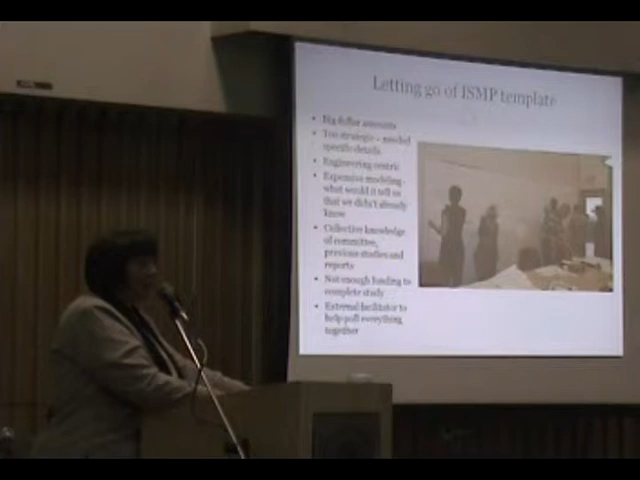 Letting go of ISMP template
• Big dollar amounts
• Too strategic – needed
specific details
• Engineering centric
• Expensive modeling -
what would it tell us
that we didn't already
know
• Collective knowledge
of committee,
previous studies and
reports
• Not enough funding to
complete study
• External facilitator to
help pull everything
together